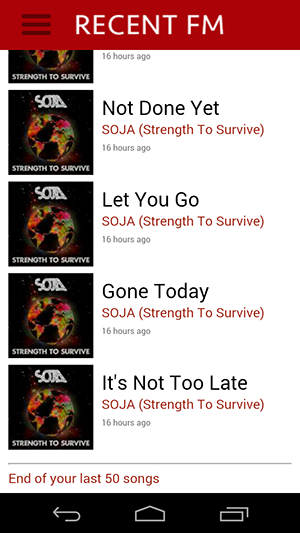 RECENT FM
STRENGTH TO SURVIVE
16 hours ago
SOJA
STRENGTH TO SURVIVE
Not Done Yet
SOJA (Strength To Survive)
16 hours ago
SOJA
STRENGTH TO SURVIVE
Let You Go
SOJA (Strength To Survive)
16 hours ago
SOJA
STRENGTH TO SURVIVE
Gone Today
SOJA (Strength To Survive)
16 hours ago
SOJA
STRENGTH TO SURVIVE
It's Not Too Late
SOJA (Strength To Survive)
16 hours ago
End of your last 50 songs